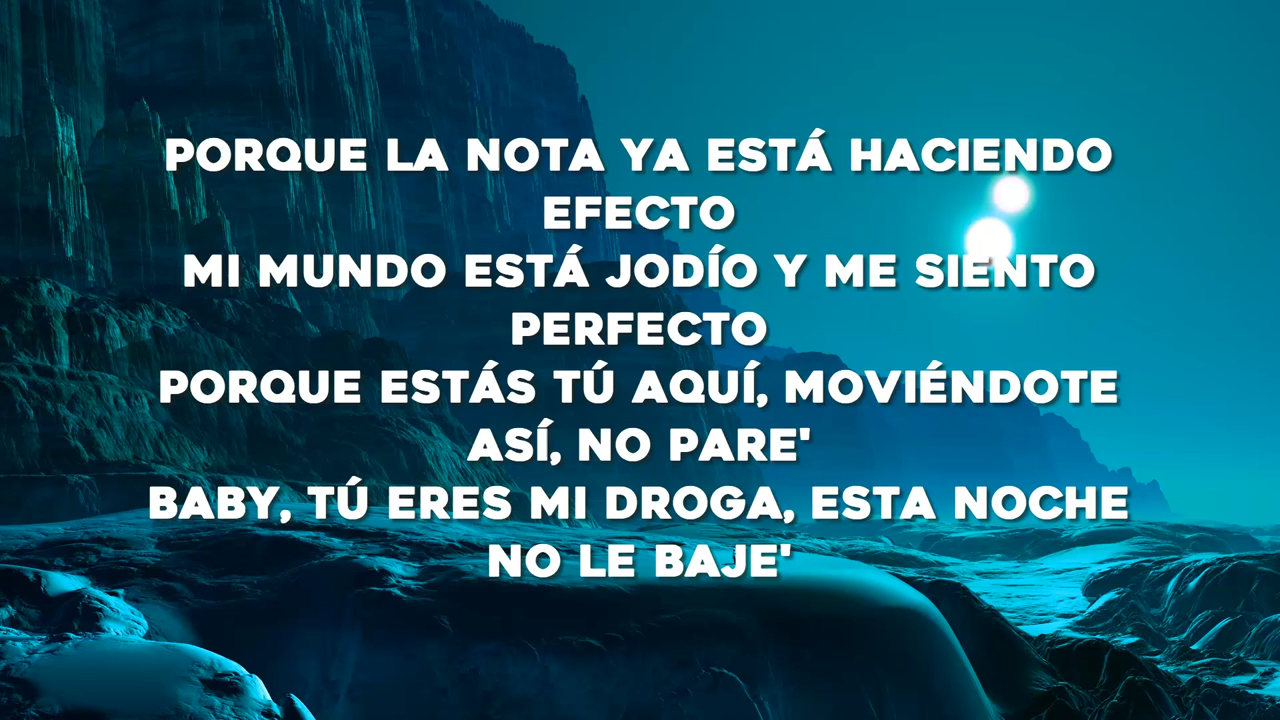 PORQUE LA NOTA YA ESTÁ HACIENDO
EFECTO
MI MUNDO ESTÁ JODÍO Y ME SIENTO
PERFECTO
PORQUE ESTÁS TÚ AQUÍ, MOVIÉNDOTE
ASÍ, NO PARE'
BABY, TÚ ERES MI DROGA, ESTA NOCHE
NO LE BAJE'